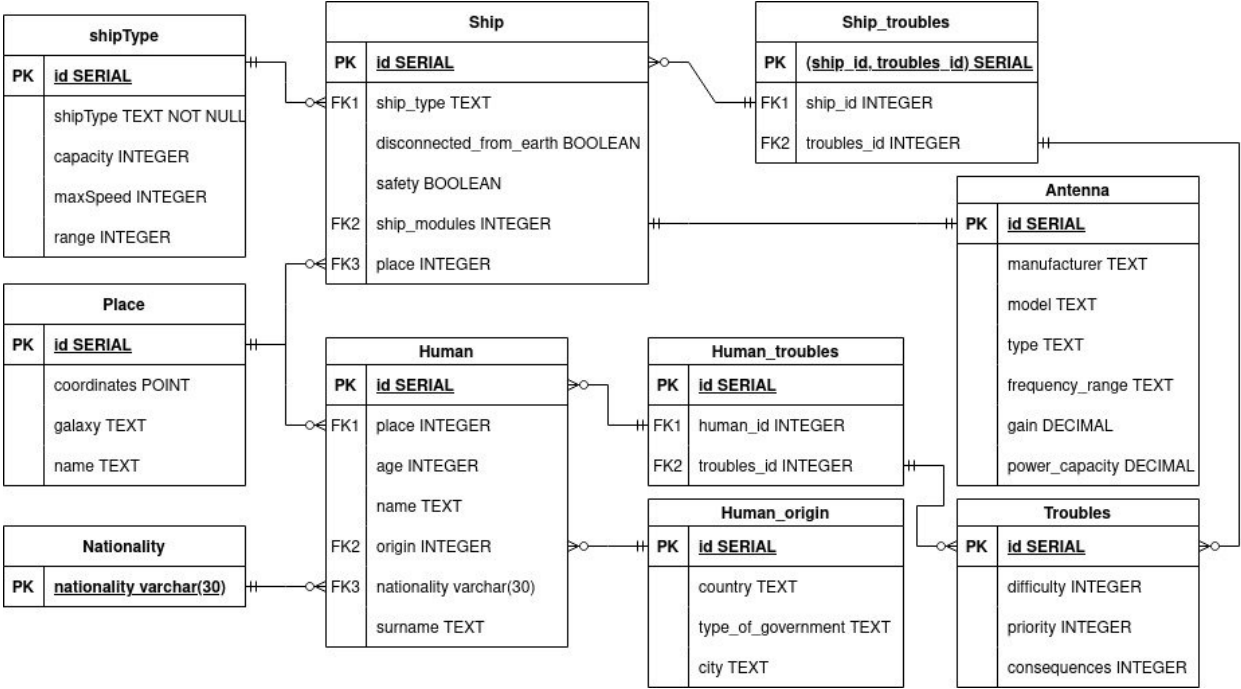 shipType
PK id SERIAL
shipType TEXT NOT NULL
capacity INTEGER
maxSpeed INTEGER
range INTEGER
Ship
PK id SERIAL
FK1 ship_type TEXT
disconnected_from_earth BOOLEAN
safety BOOLEAN
FK2 ship_modules INTEGER
FK3 place INTEGER
Ship_troubles
PK (ship_id, troubles_id) SERIAL
FK1 ship_id INTEGER
FK2 troubles_id INTEGER
Antenna
PK id SERIAL
manufacturer TEXT
model TEXT
type TEXT
frequency_range TEXT
gain DECIMAL
power_capacity DECIMAL
Place
PK id SERIAL
coordinates POINT
galaxy TEXT
name TEXT
Human
PK id SERIAL
FK1 place INTEGER
age INTEGER
name TEXT
FK2 origin INTEGER
FK3 nationality varchar(30)
surname TEXT
Human_troubles
PK id SERIAL
FK1 human_id INTEGER
FK2 troubles_id INTEGER
Nationality
PK nationality varchar(30)
Human_origin
PK id SERIAL
country TEXT
type_of_government TEXT
city TEXT
Troubles
PK id SERIAL
difficulty INTEGER
priority INTEGER
consequences INTEGER